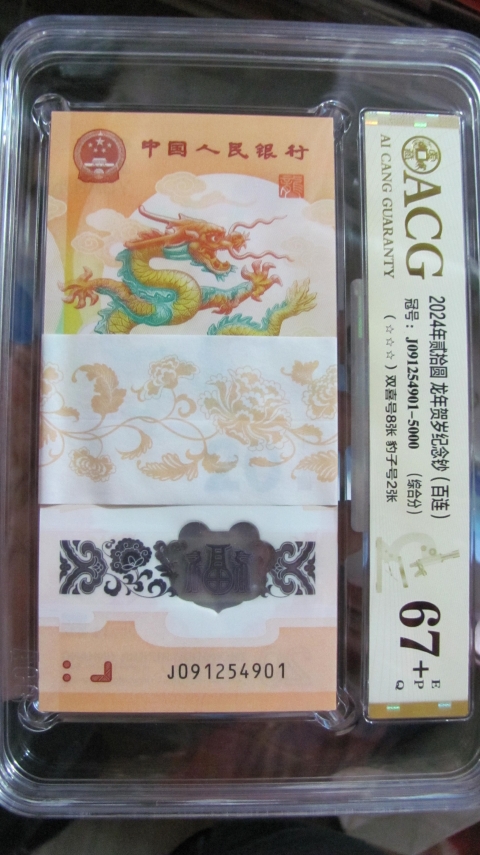 中国人民银行
J091254901
ACG
AI CANG GUARANTY
2024年贰拾圆 龙年贺岁纪念钞（百连）
冠号：J091254901-5000 （综合分）
（☆☆☆）双喜号8张 豹子号2张
67+
E
P
Q
福